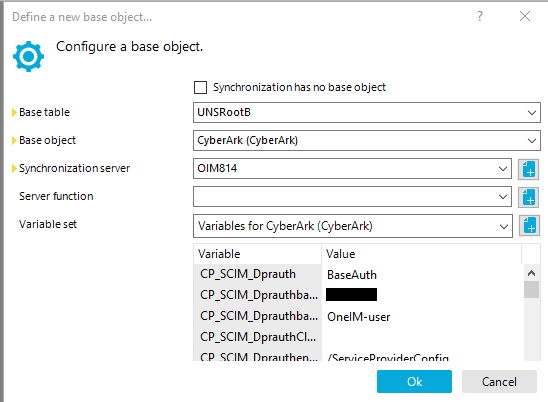 Define a new base object...
Configure a base object.
Synchronization has no base object
Base table UNSRootB
Base object CyberArk (CyberArk)
Synchronization server OIM814
Server function
Variable set Variables for CyberArk (CyberArk)
Variable Value
CP_SCIM_Dprauth BaseAuth
CP_SCIM_Dprauthba...
CP_SCIM_Dprauthba... OneIM-user
CP_SCIM_DprauthCl...
CP_SCIM_Dprauthen... /ServiceProviderConfig
Ok Cancel